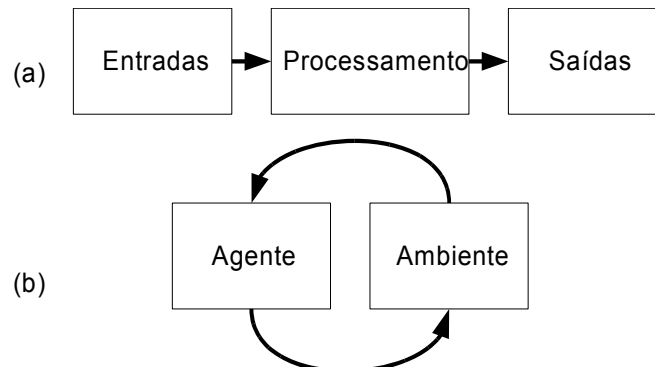 (a)
Entradas
Processamento
Saídas
(b)
Agente
Ambiente